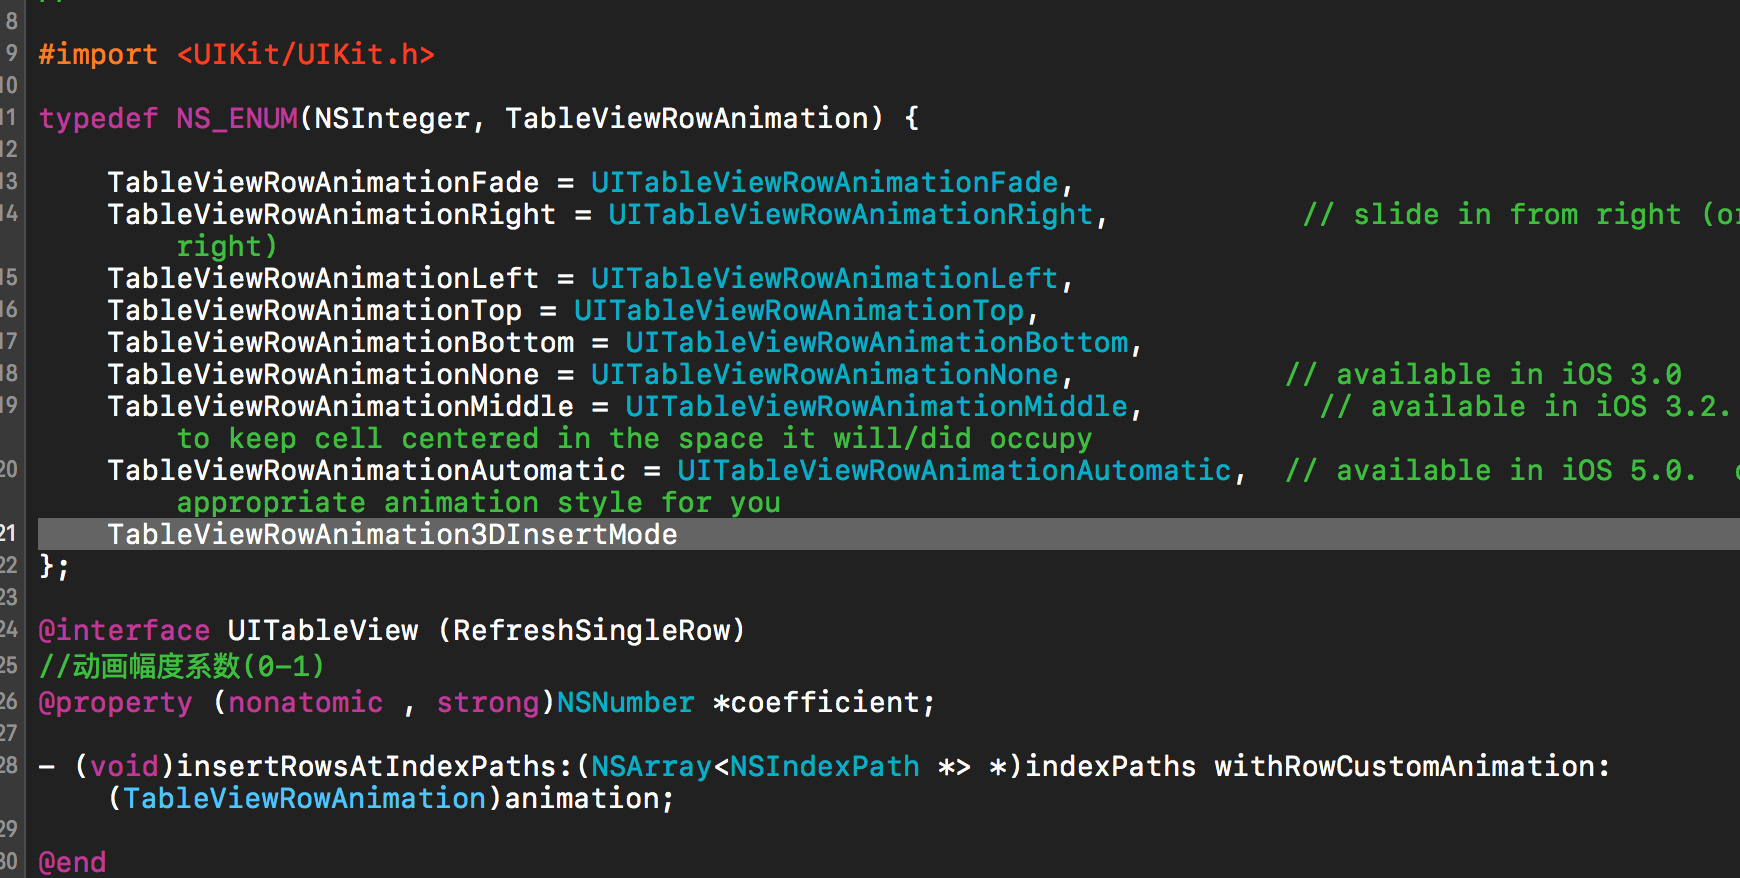 8
9 #import <UIKit/UIKit.h>
10
11 typedef NS_ENUM(NSInteger, TableViewRowAnimation) {
12
13 TableViewRowAnimationFade = UITableViewRowAnimationFade,
14 TableViewRowAnimationRight = UITableViewRowAnimationRight, // slide in from right (or
right)
15 TableViewRowAnimationLeft = UITableViewRowAnimationLeft,
16 TableViewRowAnimationTop = UITableViewRowAnimationTop,
17 TableViewRowAnimationBottom = UITableViewRowAnimationBottom,
18 TableViewRowAnimationNone = UITableViewRowAnimationNone, // available in iOS 3.0
19 TableViewRowAnimationMiddle = UITableViewRowAnimationMiddle, // available in iOS 3.2.
to keep cell centered in the space it will/did occupy
20 TableViewRowAnimationAutomatic = UITableViewRowAnimationAutomatic, // available in iOS 5.0.
appropriate animation style for you
21 TableViewRowAnimation3DInsertMode
22 };
23
24 @interface UITableView (RefreshSingleRow)
25 //动画幅度系数(0-1)
26 @property (nonatomic , strong)NSNumber *coefficient;
27
28 - (void)insertRowsAtIndexPaths:(NSArray<NSIndexPath *> *)indexPaths withRowCustomAnimation:
(TableViewRowAnimation)animation;
29
30 @end